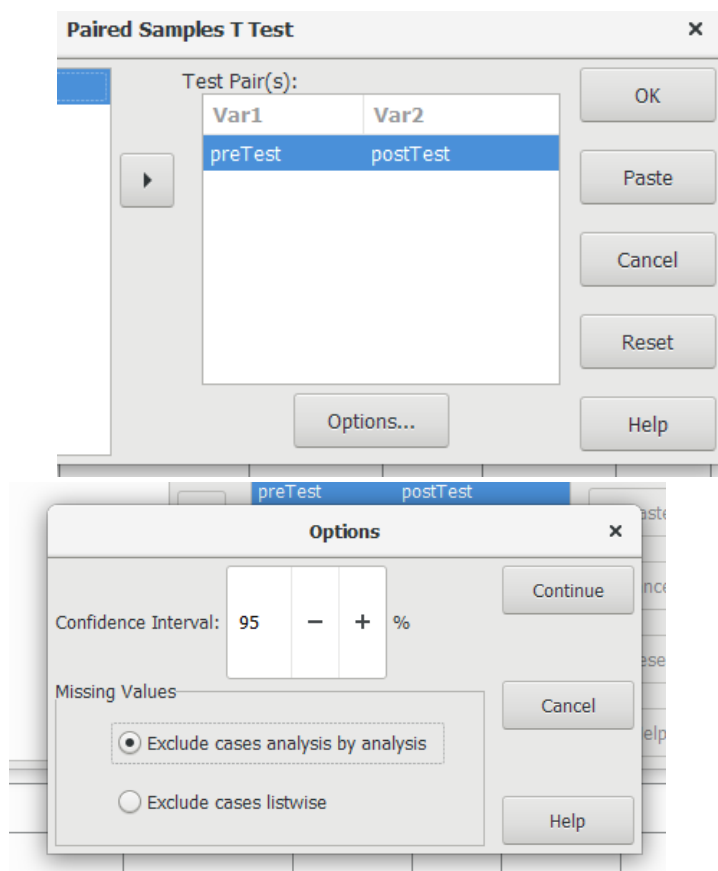 Paired Samples T Test
Test Pair(s):
Var1 Var2
preTest postTest
OK
Paste
Cancel
Reset
Help
Options...
preTest postTest
Options
Confidence Interval: 95 − + %
Missing Values
Exclude cases analysis by analysis
Exclude cases listwise
Continue
Cancel
Help